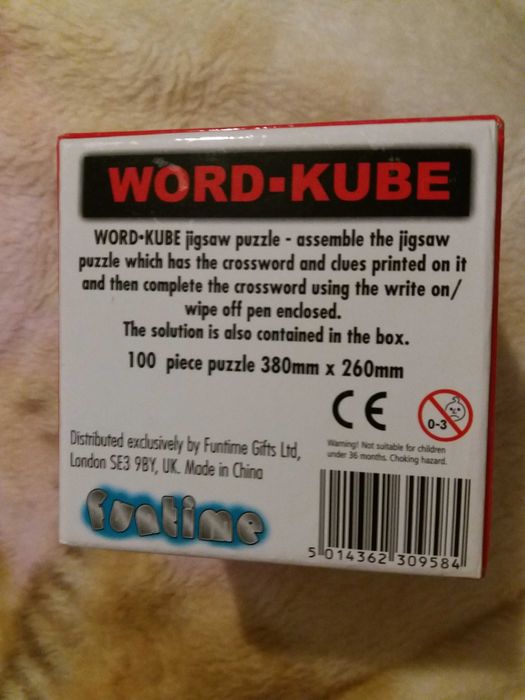 WORD▪KUBE
WORD•KUBE jigsaw puzzle - assemble the jigsaw
puzzle which has the crossword and clues printed on it
and then complete the crossword using the write on/
wipe off pen enclosed.
The solution is also contained in the box.
100 piece puzzle 380mm x 260mm
CE
0-3
Warning! Not suitable for children
under 36 months. Choking hazard.
Distributed exclusively by Funtime Gifts Ltd,
London SE3 9BY, UK. Made in China
funtime
5 014362 309584